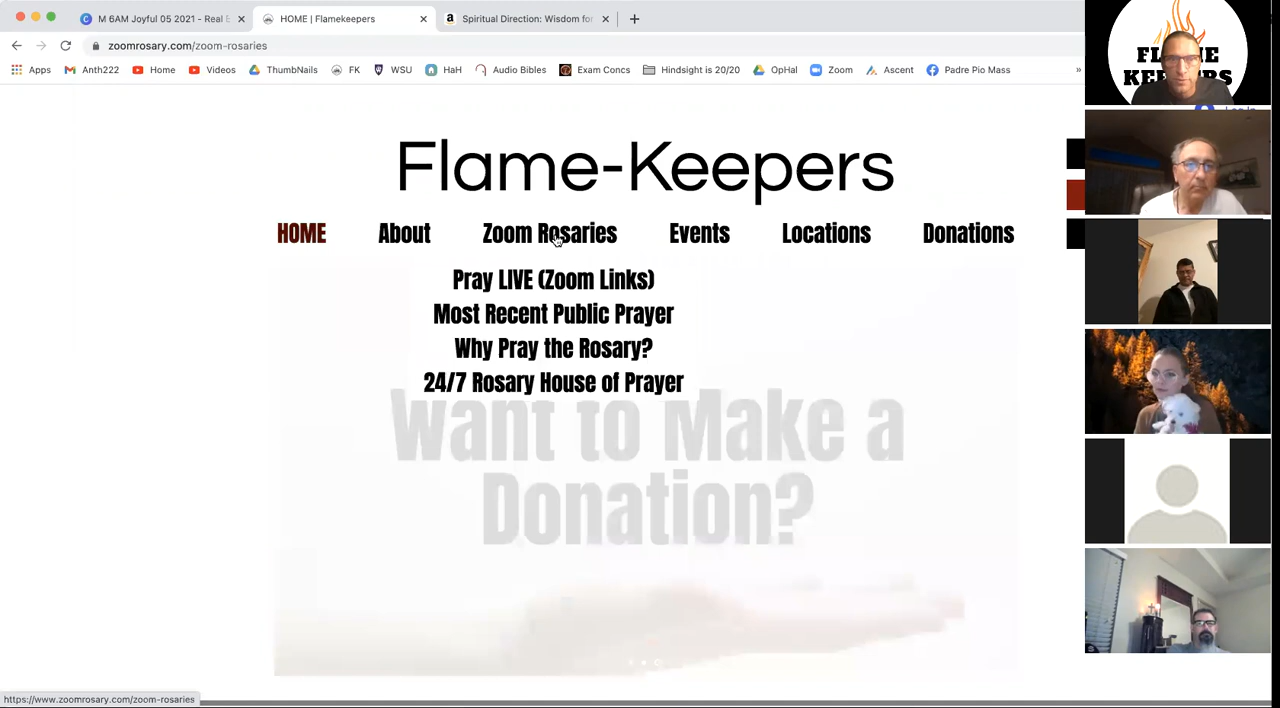 M 6AM Joyful 05 2021 - Real E
HOME | Flamekeepers
Spiritual Direction: Wisdom for
zoomrosary.com/zoom-rosaries
Apps
Anth222
Home
Videos
ThumbNails
FK
WSU
HaH
Audio Bibles
Exam Concs
Hindsight is 20/20
OpHal
Zoom
Ascent
Padre Pio Mass
»
FLAME
KEEPERS
Flame-Keepers
HOME
About
Zoom Rosaries
Events
Locations
Donations
Pray LIVE (Zoom Links)
Most Recent Public Prayer
Why Pray the Rosary?
24/7 Rosary House of Prayer
Want to Make a
Donation?
https://www.zoomrosary.com/zoom-rosaries